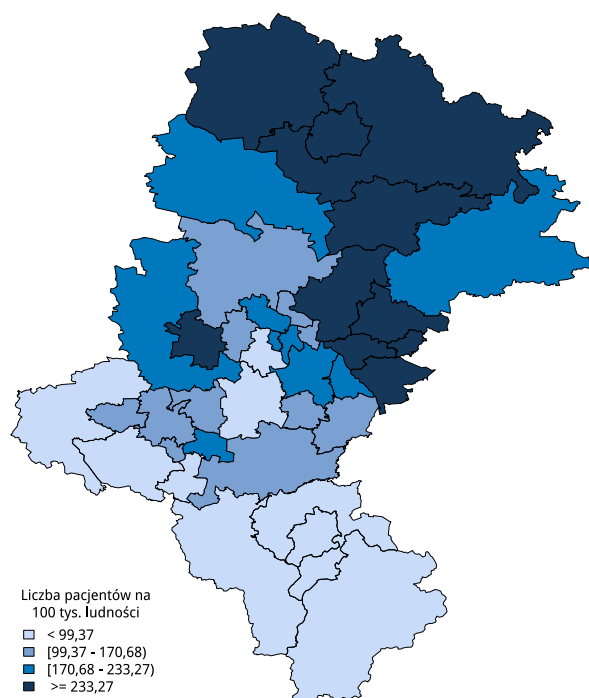 Liczba pacjentów na
100 tys. ludności
< 99,37
[99,37 - 170,68)
[170,68 - 233,27)
>= 233,27